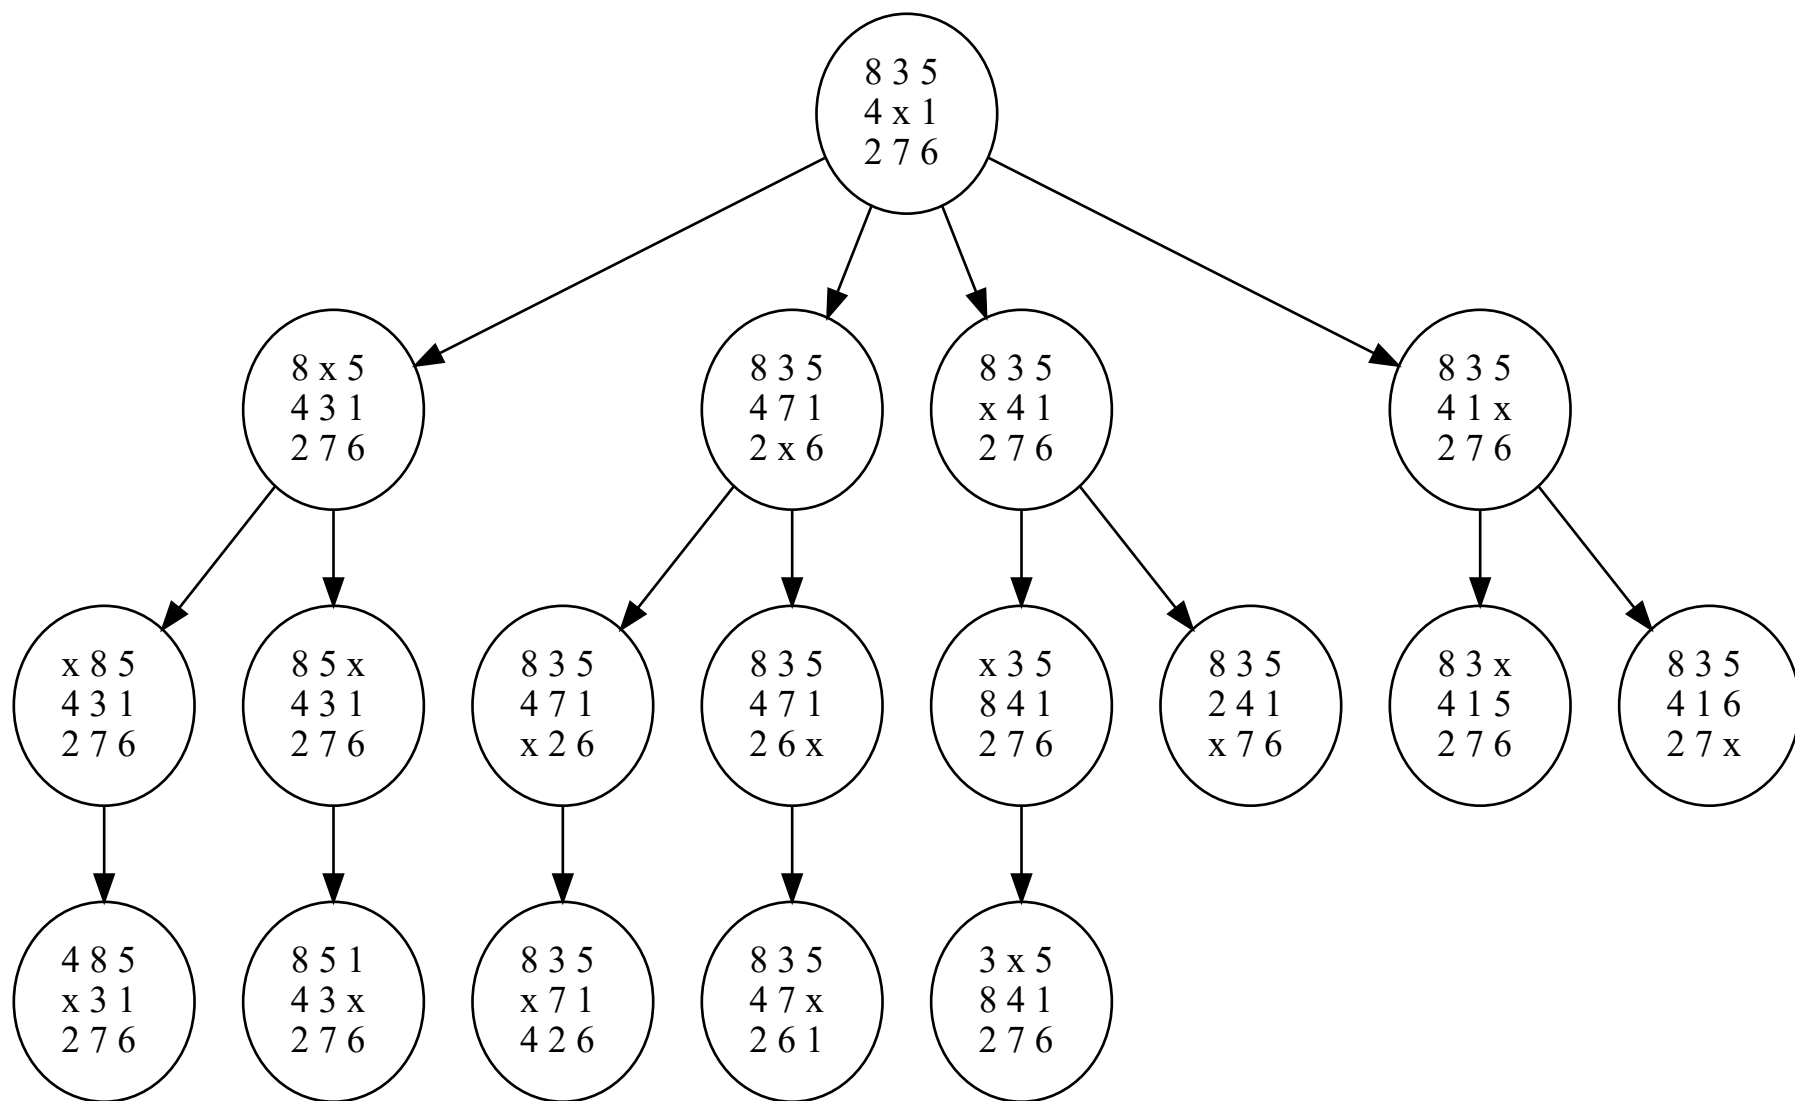 8 3 5
4 x 1
2 7 6
8 x 5
4 3 1
2 7 6
8 3 5
4 7 1
2 x 6
8 3 5
x 4 1
2 7 6
8 3 5
4 1 x
2 7 6
x 8 5
4 3 1
2 7 6
8 5 x
4 3 1
2 7 6
8 3 5
4 7 1
x 2 6
8 3 5
4 7 1
2 6 x
x 3 5
8 4 1
2 7 6
8 3 5
2 4 1
x 7 6
8 3 x
4 1 5
2 7 6
8 3 5
4 1 6
2 7 x
4 8 5
x 3 1
2 7 6
8 5 1
4 3 x
2 7 6
8 3 5
x 7 1
4 2 6
8 3 5
4 7 x
2 6 1
3 x 5
8 4 1
2 7 6